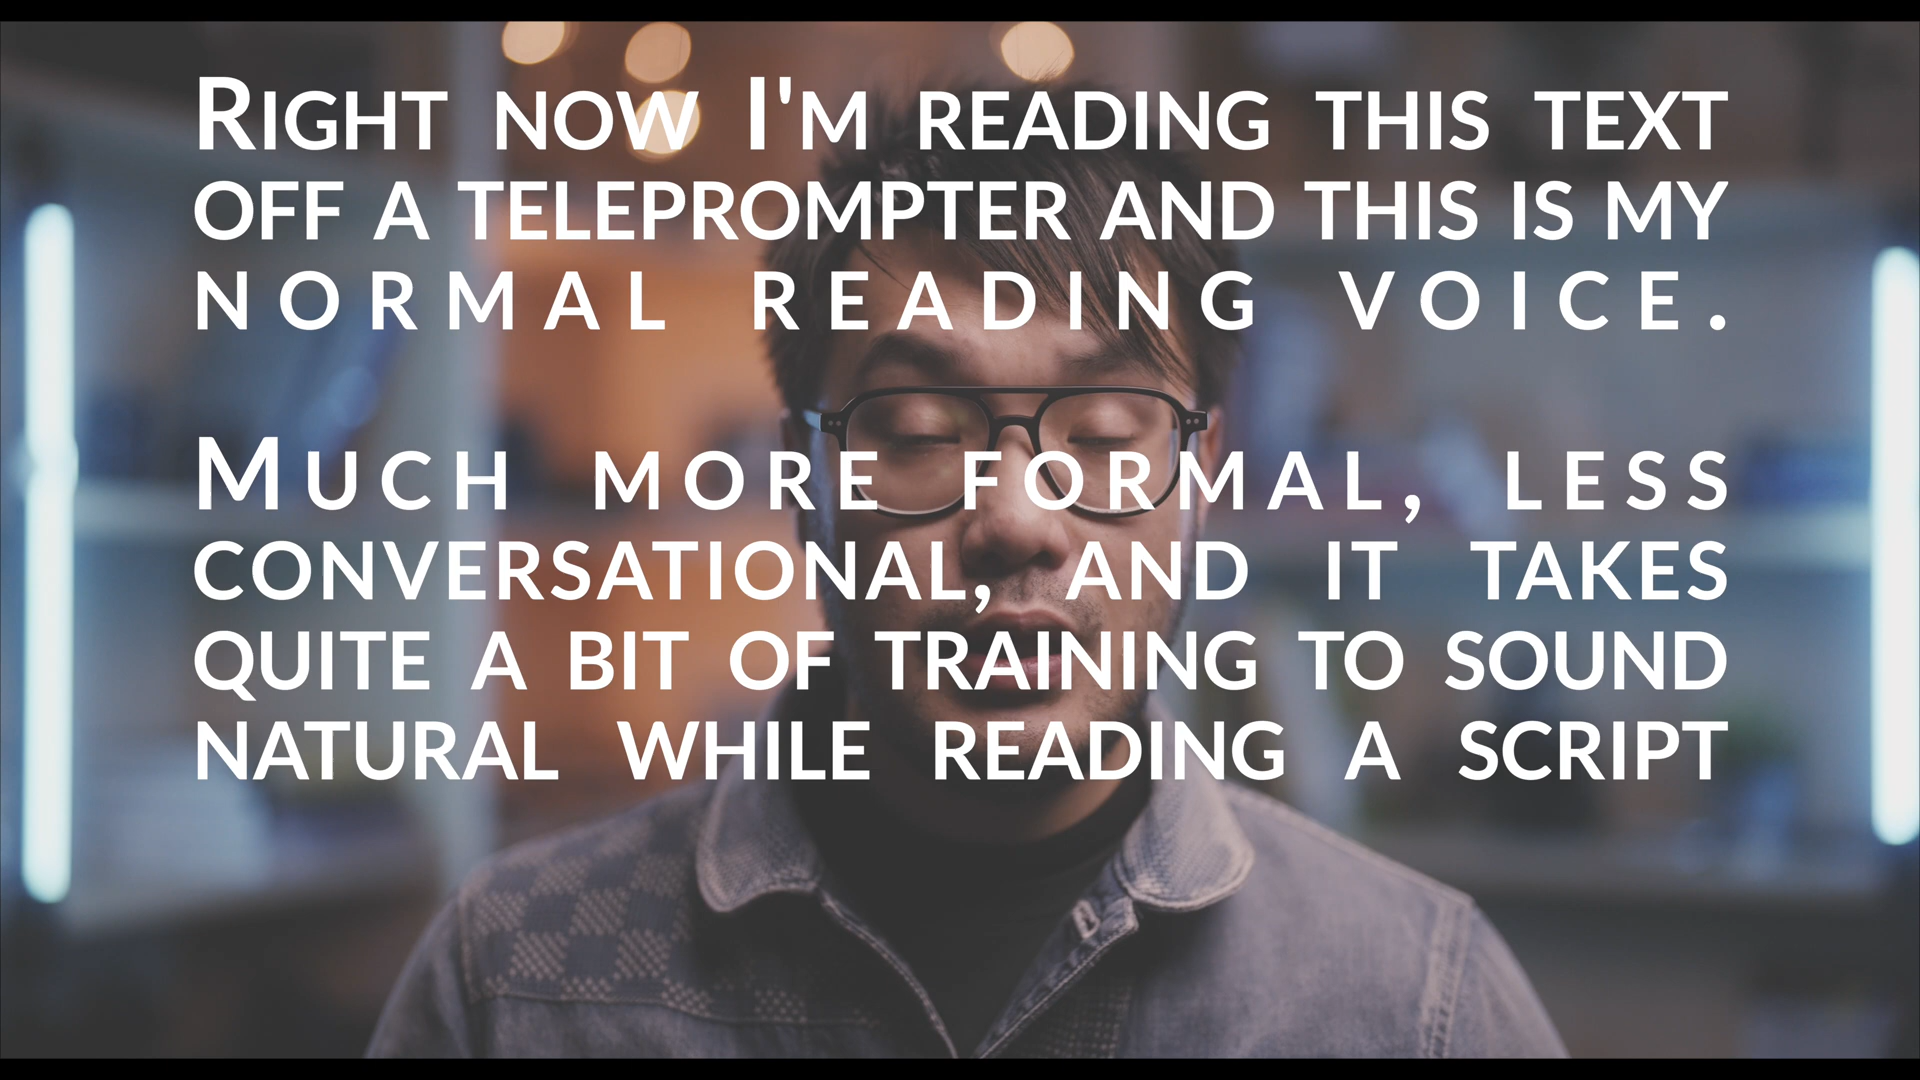 Right now I'm reading this text
off a teleprompter and this is my
normal reading voice.
Much more formal, less
conversational, and it takes
quite a bit of training to sound
natural while reading a script